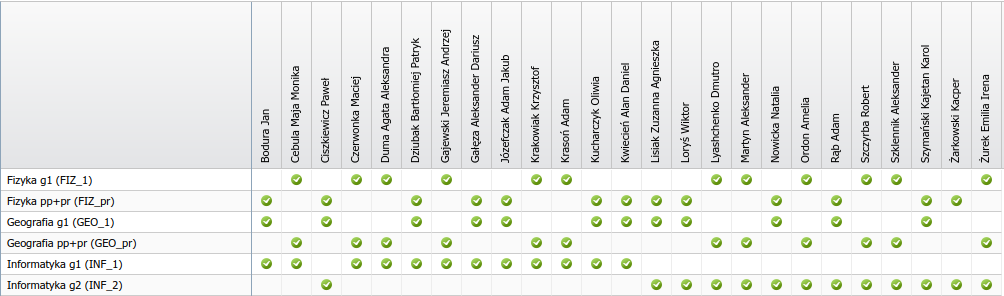 Bodura Jan
Cebula Maja Monika
Ciszkiewicz Paweł
Czerwonka Maciej
Duma Agata Aleksandra
Dziubak Bartłomiej Patryk
Gajewski Jeremiasz Andrzej
Gałęza Aleksander Dariusz
Józefczak Adam Jakub
Krakowiak Krzysztof
Krasoń Adam
Kucharczyk Oliwia
Kwiecień Alan Daniel
Lisiak Zuzanna Agnieszka
Loryś Wiktor
Lyashchenko Dmutro
Martyn Aleksander
Nowicka Natalia
Ordon Amelia
Rąb Adam
Szczyrba Robert
Szklennik Aleksander
Szymański Kajetan Karol
Żarkowski Kacper
Żurek Emilia Irena
Fizyka g1 (FIZ_1)
Fizyka pp+pr (FIZ_pr)
Geografia g1 (GEO_1)
Geografia pp+pr (GEO_pr)
Informatyka g1 (INF_1)
Informatyka g2 (INF_2)